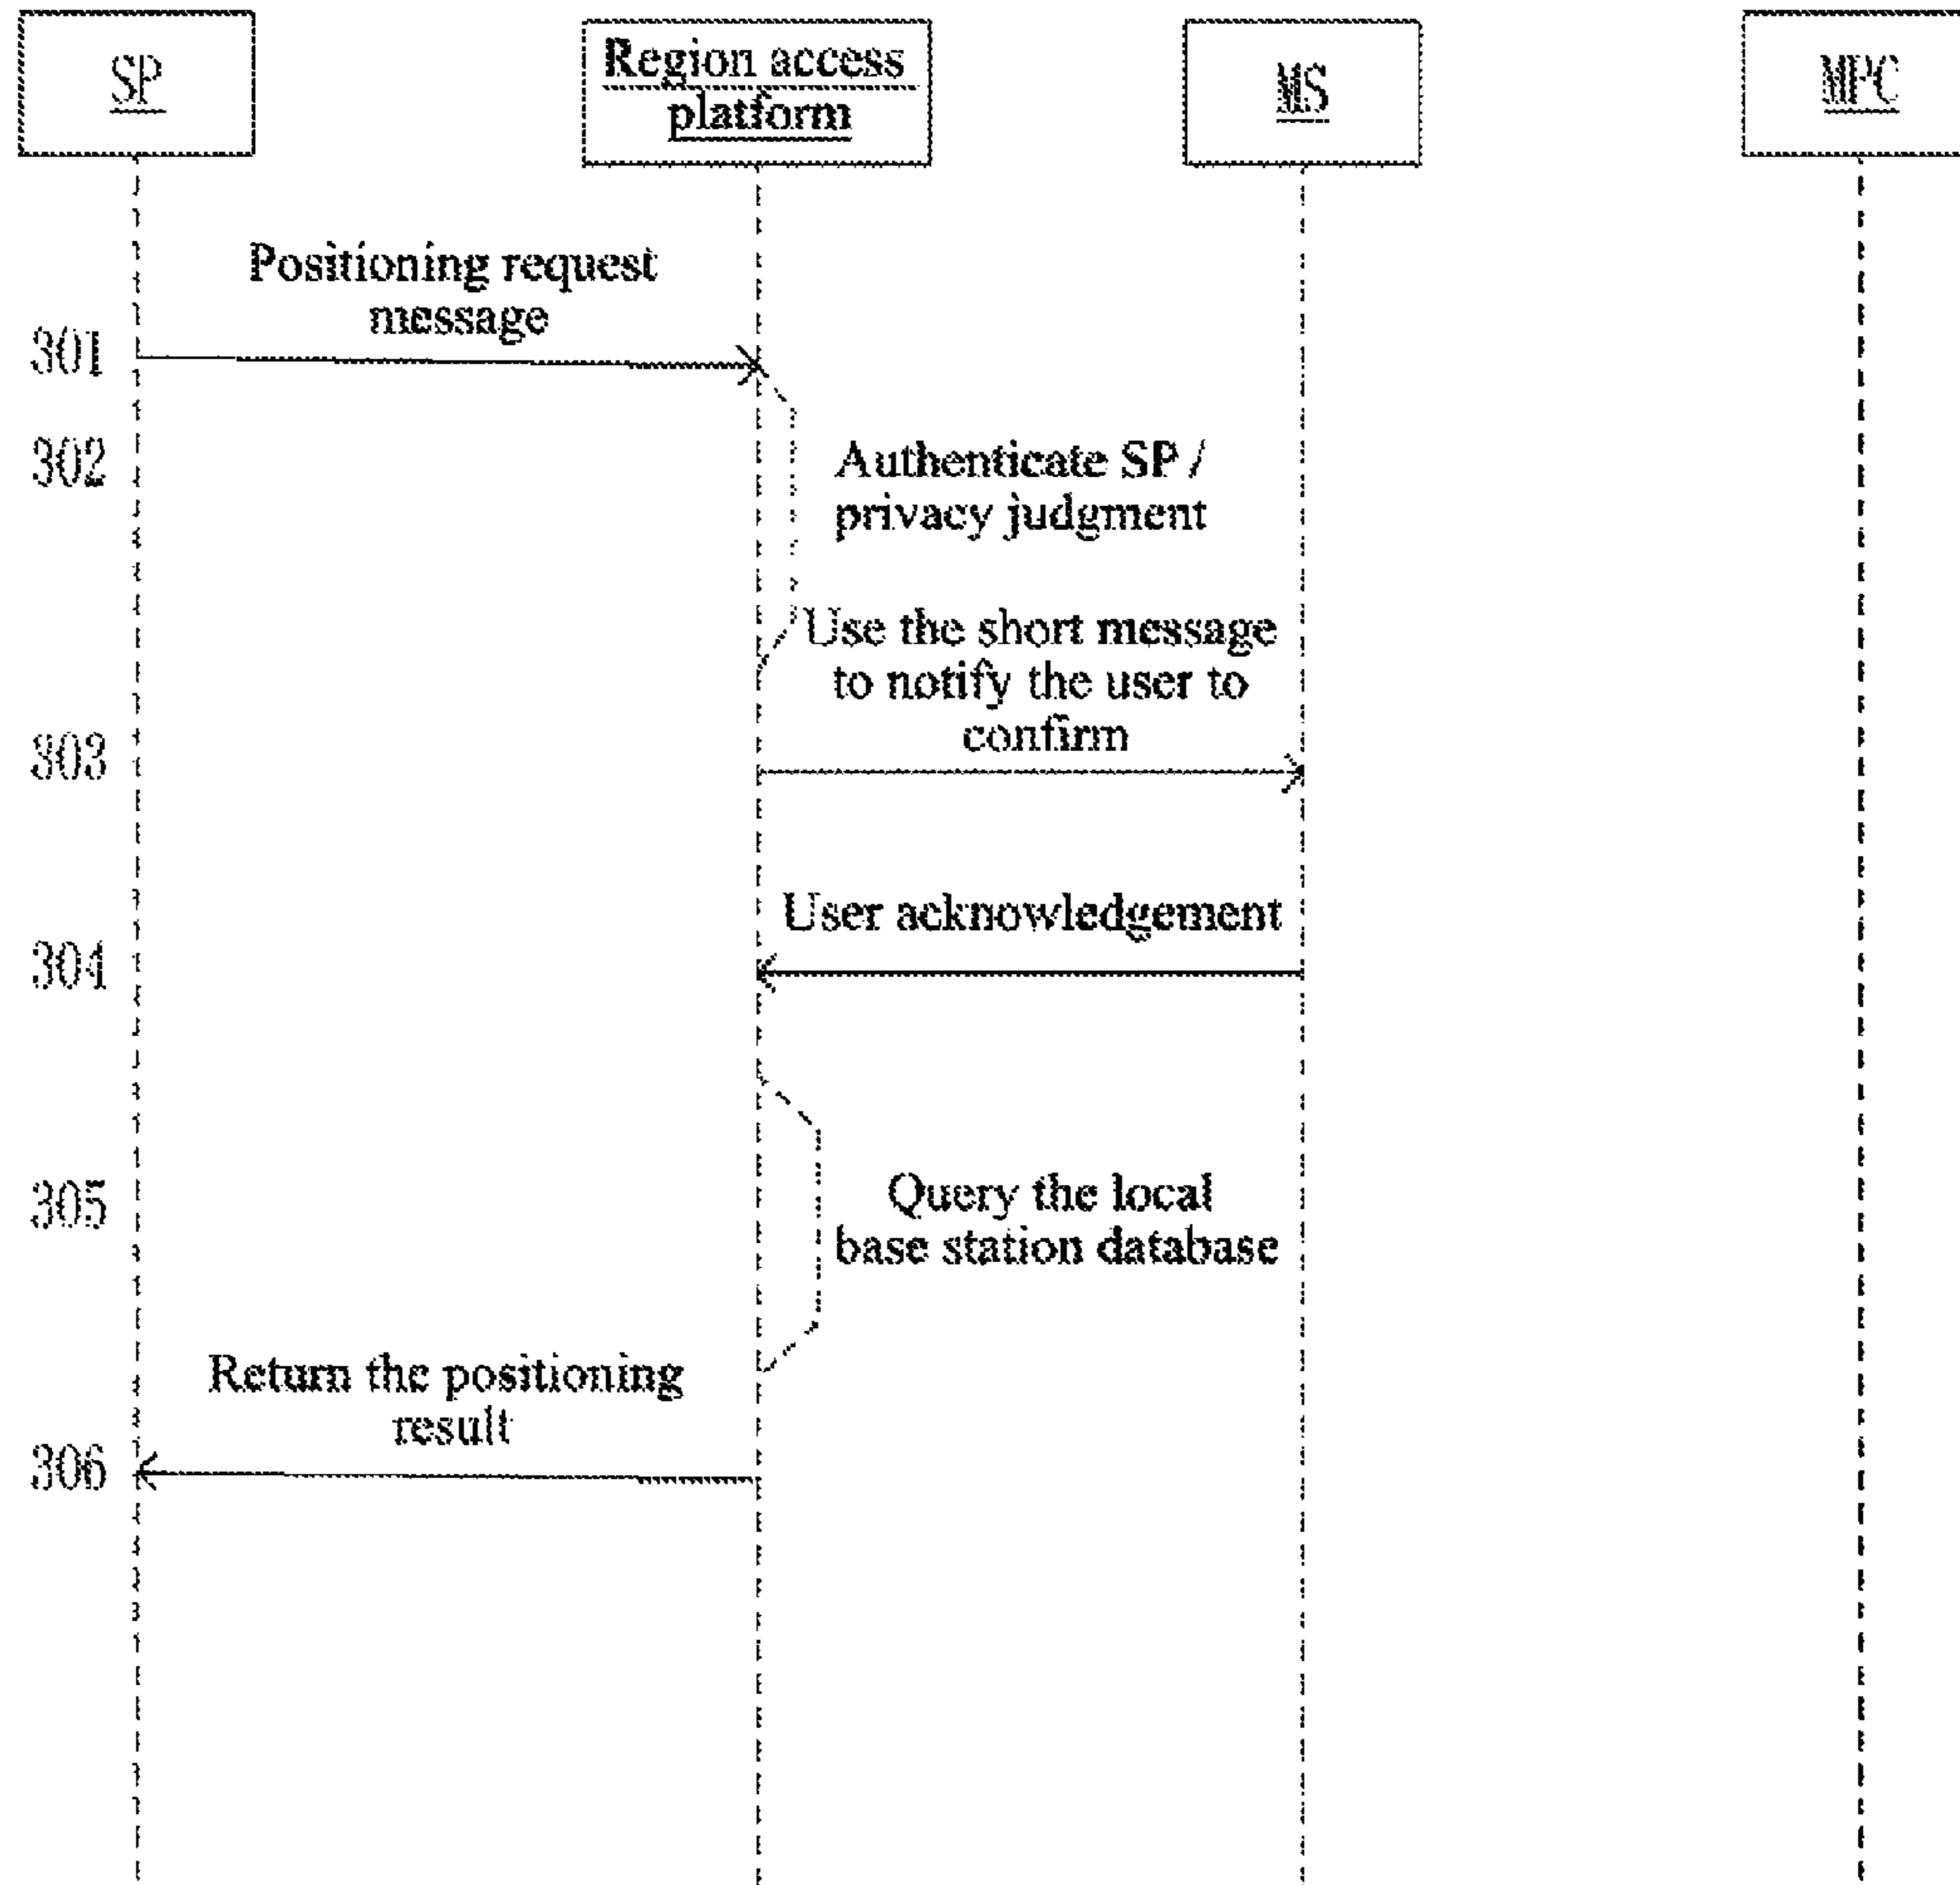 SP
Region access
platform
MS
MPC
Positioning request
message
301
302
Authenticate SP /
privacy judgment
Use the short message
to notify the user to
confirm
303
User acknowledgement
304
305
Query the local
base station database
Return the positioning
result
306